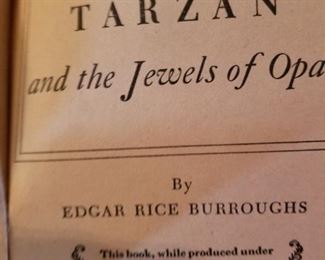 TARZAN
and the Jewels of Opa
By
EDGAR RICE BURROUGHS
This book, while produced under